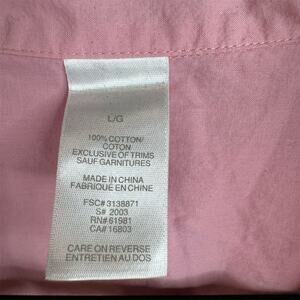 L/G
100% COTTON/
COTON
EXCLUSIVE OF TRIMS
SAUF GARNITURES
MADE IN CHINA
FABRIQUÉ EN CHINE
FSC# 3138871
S# 2003
RN# 61981
CA# 16803
CARE ON REVERSE
ENTRETIEN AU DOS